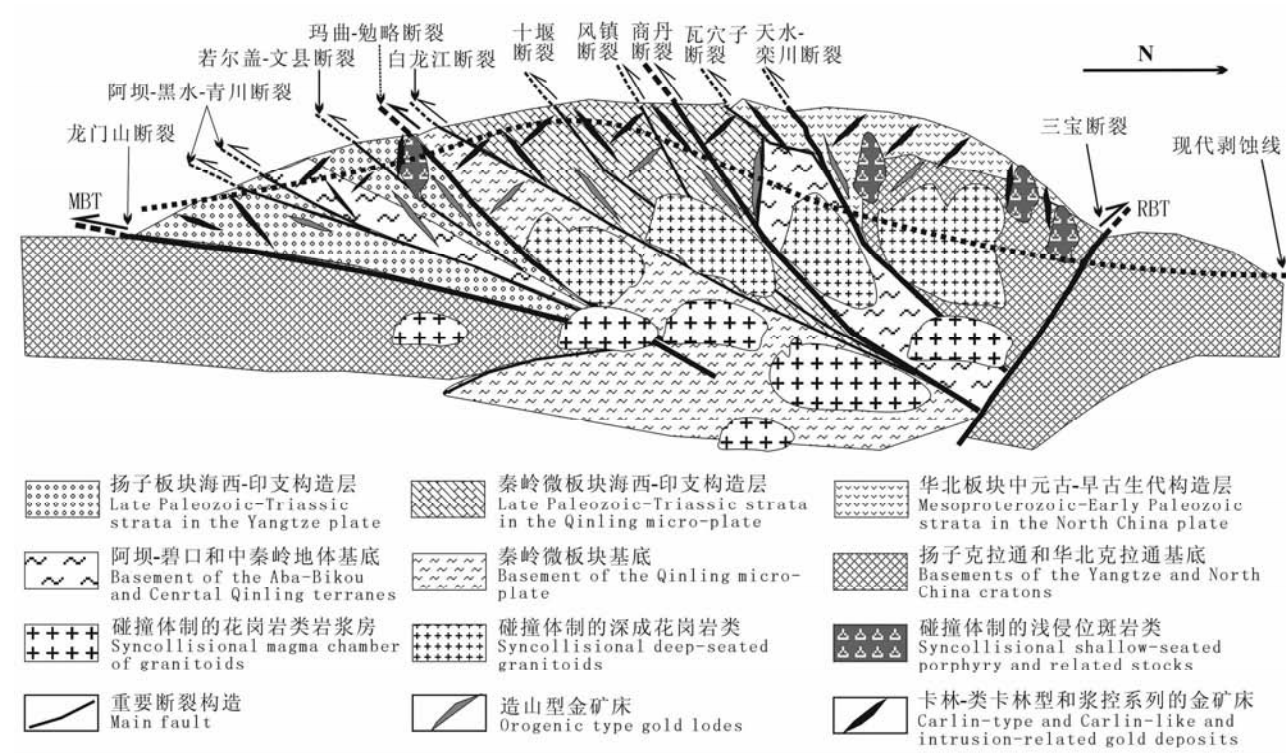 玛曲-勉略断裂
若尔盖-文县断裂
白龙江断裂
阿坝-黑水-青川断裂
龙门山断裂
十堰
断裂
凤镇
断裂
商丹
断裂
瓦穴子
断裂
天水-
栾川断裂
N
三宝断裂
现代剥蚀线
MBT
RBT
扬子板块海西-印支构造层
Late Paleozoic-Triassic
strata in the Yangtze plate
秦岭微板块海西-印支构造层
Late Paleozoic-Triassic strata
in the Qinling micro-plate
华北板块中元古-早古生代构造层
Mesoproterozoic-Early Paleozoic
strata in the North China plate
阿坝-碧口和中秦岭地体基底
Basement of the Aba-Bikou
and Cenrtal Qinling terranes
秦岭微板块基底
Basement of the Qinling micro-
plate
扬子克拉通和华北克拉通基底
Basements of the Yangtze and North
China cratons
碰撞体制的花岗岩类岩浆房
Syncollisional magma chamber
of granitoids
碰撞体制的深成花岗岩类
Syncollisional deep-seated
granitoids
碰撞体制的浅侵位斑岩类
Syncollisional shallow-seated
porphyry and related stocks
重要断裂构造
Main fault
造山型金矿床
Orogenic type gold lodes
卡林-类卡林型和浆控系列的金矿床
Carlin-type and Carlin-like and
intrusion-related gold deposits